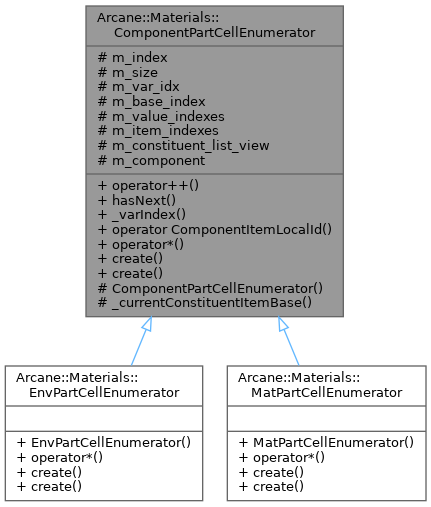 Arcane::Materials::
ComponentPartCellEnumerator
# m_index
# m_size
# m_var_idx
# m_base_index
# m_value_indexes
# m_item_indexes
# m_constituent_list_view
# m_component
+ operator++()
+ hasNext()
+ _varIndex()
+ operator ComponentItemLocalId()
+ operator*()
+ create()
+ create()
# ComponentPartCellEnumerator()
# _currentConstituentItemBase()
Arcane::Materials::
EnvPartCellEnumerator
+ EnvPartCellEnumerator()
+ operator*()
+ create()
+ create()
Arcane::Materials::
MatPartCellEnumerator
+ MatPartCellEnumerator()
+ operator*()
+ create()
+ create()